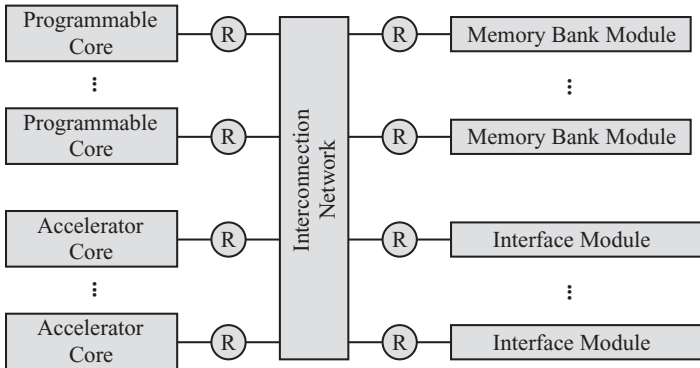 Programmable
Core
R
R
Memory Bank Module
Programmable
Core
R
R
Memory Bank Module
Interconnection
Network
Accelerator
Core
R
R
Interface Module
Accelerator
Core
R
R
Interface Module